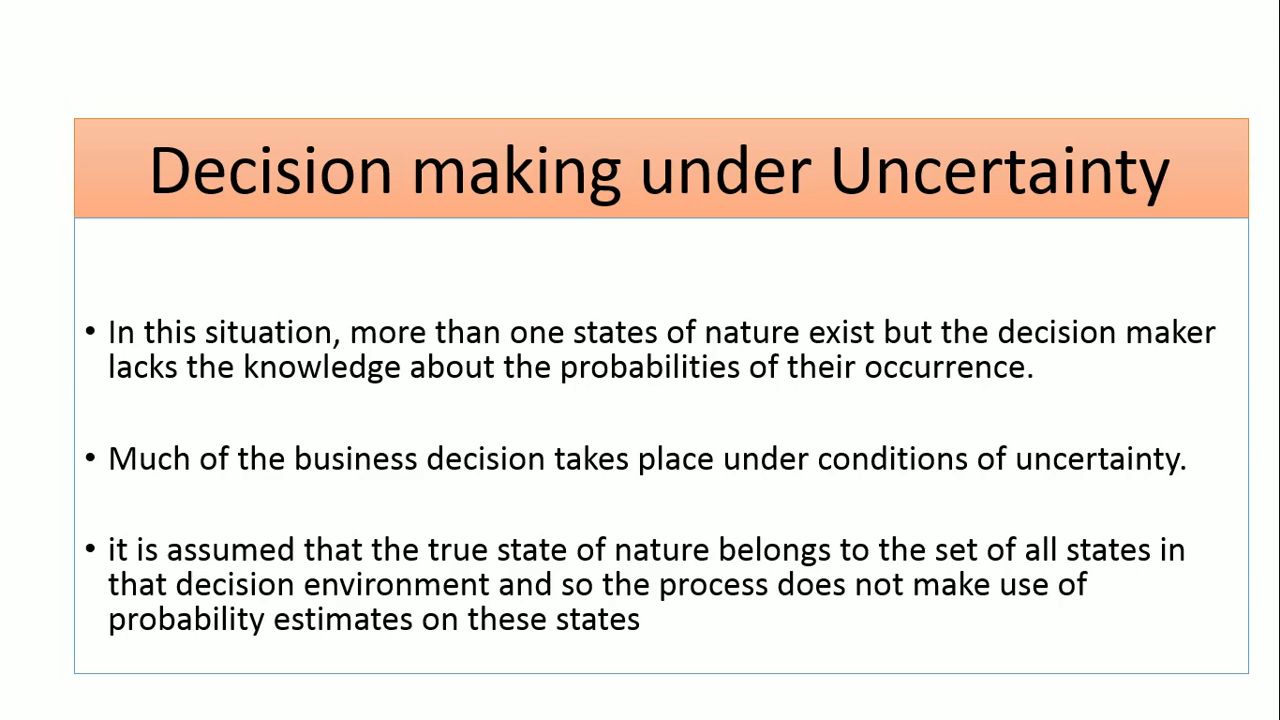 Decision making under Uncertainty
• In this situation, more than one states of nature exist but the decision maker
lacks the knowledge about the probabilities of their occurrence.
• Much of the business decision takes place under conditions of uncertainty.
• it is assumed that the true state of nature belongs to the set of all states in
that decision environment and so the process does not make use of
probability estimates on these states